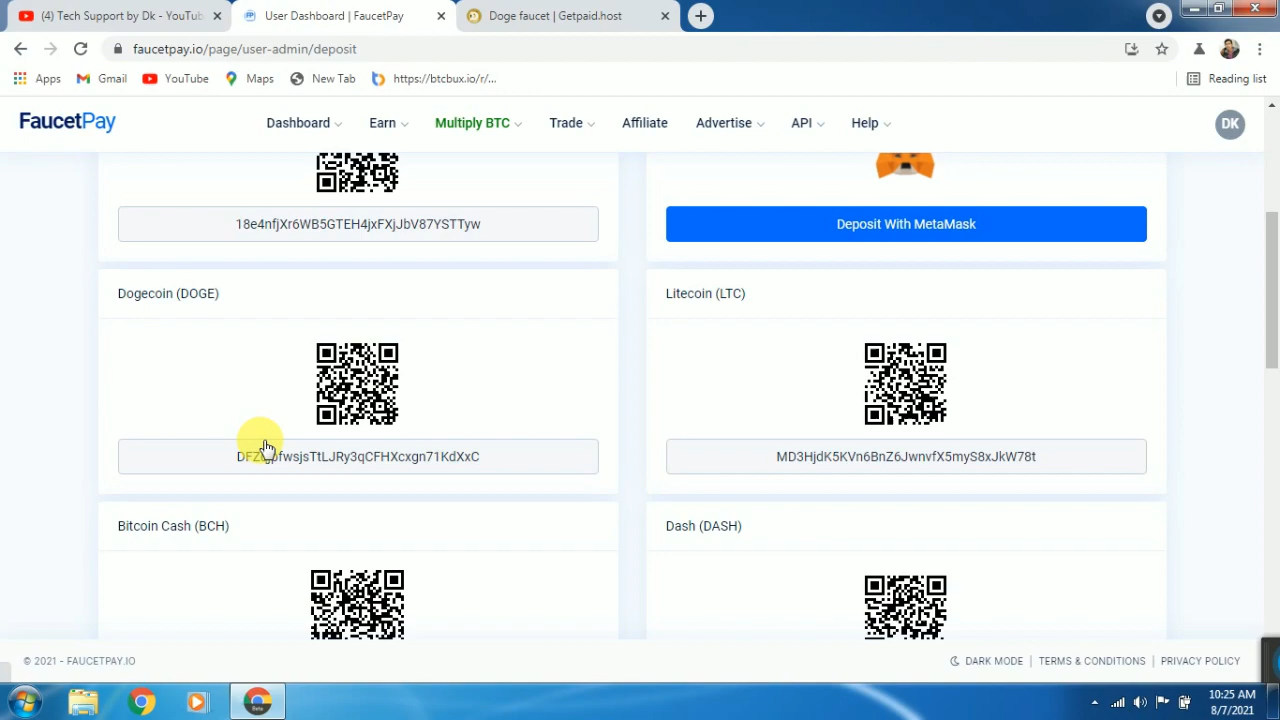 (4) Tech Support by Dk - YouTu
User Dashboard | FaucetPay
Doge faucet | Getpaid.host
faucetpay.io/page/user-admin/deposit
Apps
Gmail
YouTube
Maps
New Tab
https://btcbux.io/r/...
Reading list
FaucetPay
Dashboard
Earn
Multiply BTC
Trade
Affiliate
Advertise
API
Help
DK
18e4nfjXr6WB5GTEH4jxFXjJbV87YSTTyw
Deposit With MetaMask
Dogecoin (DOGE)
Litecoin (LTC)
MD3HjdK5KVn6BnZ6JwnvfX5myS8xJkW78t
Bitcoin Cash (BCH)
Dash (DASH)
© 2021 - FAUCETPAY.IO
DARK MODE
TERMS & CONDITIONS
PRIVACY POLICY
Beta
10:25 AM
8/7/2021